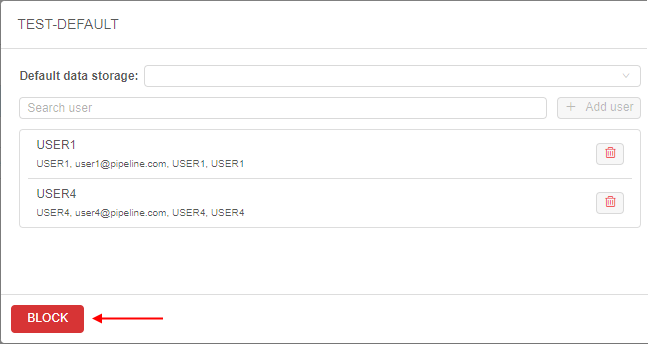 TEST-DEFAULT
Default data storage:
Search user
+ Add user
USER1
USER1, user1@pipeline.com, USER1, USER1
USER4
USER4, user4@pipeline.com, USER4, USER4
BLOCK